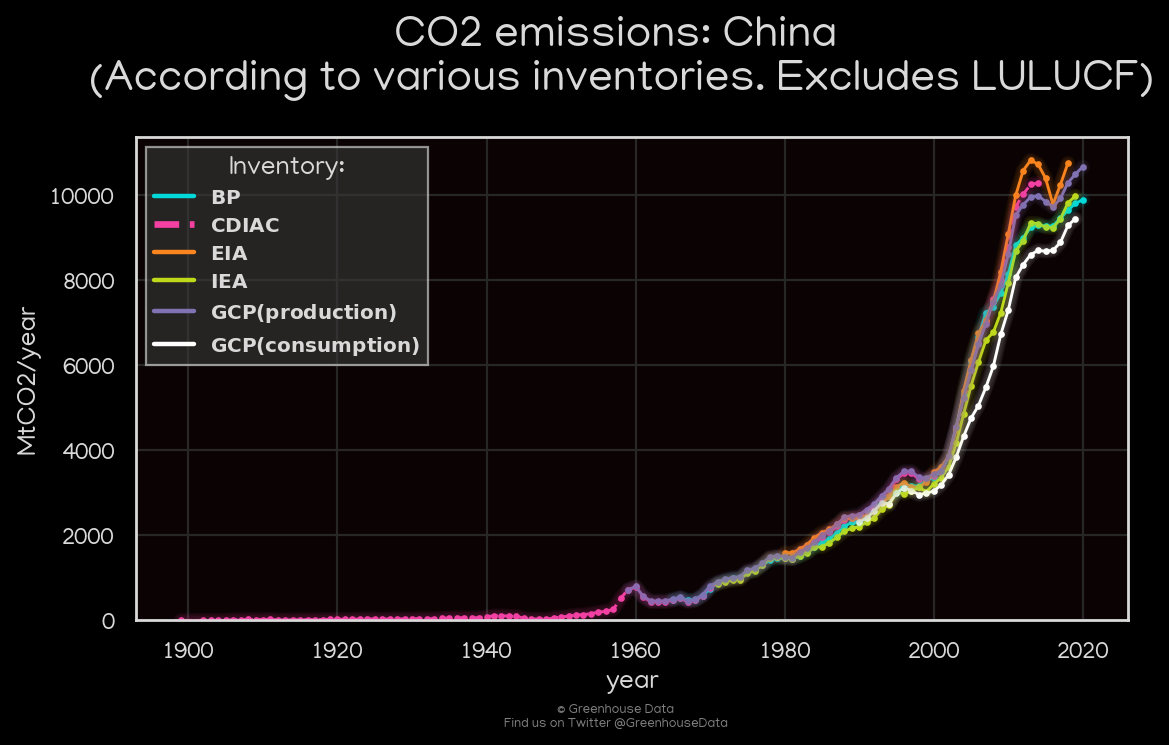 CO2 emissions: China
(According to various inventories. Excludes LULUCF)
Inventory:
BP
CDIAC
EIA
IEA
GCP(production)
GCP(consumption)
MtCO2/year
10000
8000
6000
4000
2000
0
1900 1920 1940 1960 1980 2000 2020
year
© Greenhouse Data
Find us on Twitter @GreenhouseData